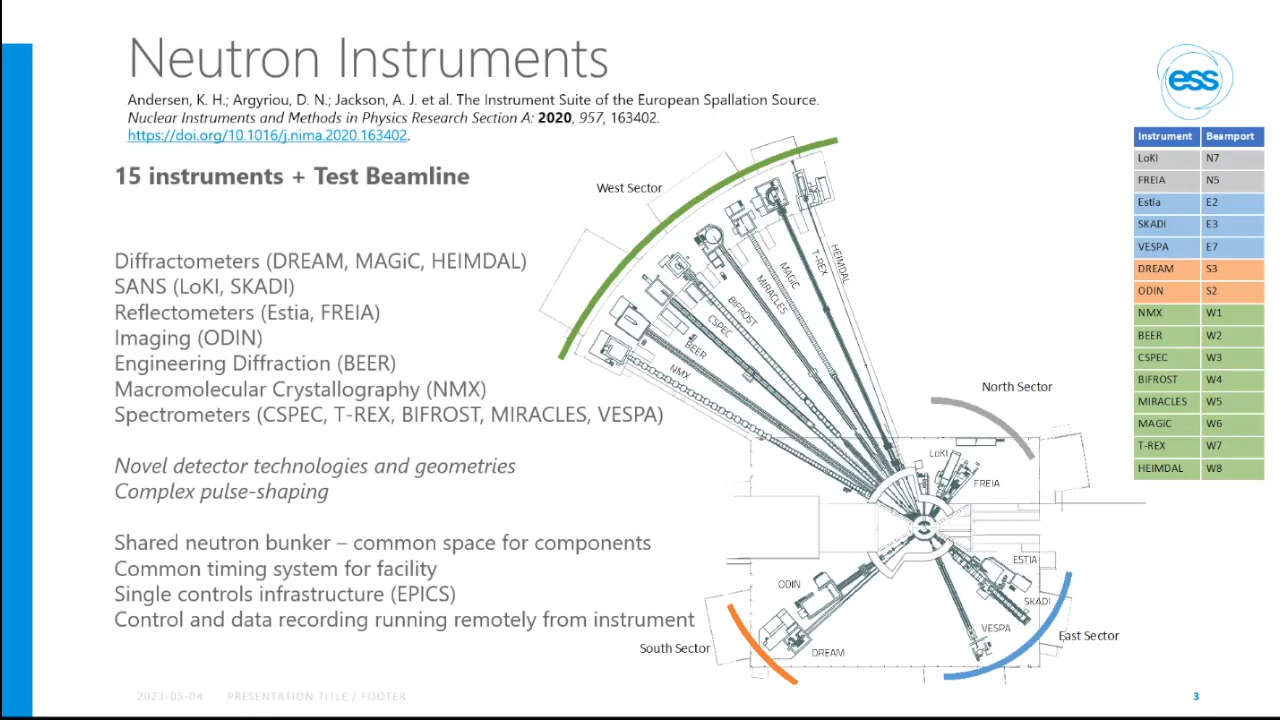 Neutron Instruments
Andersen, K. H.; Argyriou, D. N.; Jackson, A. J. et al. The Instrument Suite of the European Spallation Source.
Nuclear Instruments and Methods in Physics Research Section A: 2020, 957, 163402.
https://doi.org/10.1016/j.nima.2020.163402.
15 instruments + Test Beamline
Diffractometers (DREAM, MAGiC, HEIMDAL)
SANS (LoKI, SKADI)
Reflectometers (Estia, FREIA)
Imaging (ODIN)
Engineering Diffraction (BEER)
Macromolecular Crystallography (NMX)
Spectrometers (CSPEC, T-REX, BIFROST, MIRACLES, VESPA)
Novel detector technologies and geometries
Complex pulse-shaping
Shared neutron bunker – common space for components
Common timing system for facility
Single controls infrastructure (EPICS)
Control and data recording running remotely from instrument
West Sector
HEIMDAL
T-REX
MAGiC
MIRACLES
BIFROST
CSPEC
BEER
NMX
North Sector
LoKI
FREIA
ESTIA
SKADI
VESPA
East Sector
ODIN
DREAM
South Sector
ess
Instrument Beamport
LoKI N7
FREIA N5
Estia E2
SKADI E3
VESPA E7
DREAM S3
ODIN S2
NMX W1
BEER W2
CSPEC W3
BIFROST W4
MIRACLES W5
MAGiC W6
T-REX W7
HEIMDAL W8
2023-05-04 PRESENTATION TITLE / FOOTER
3